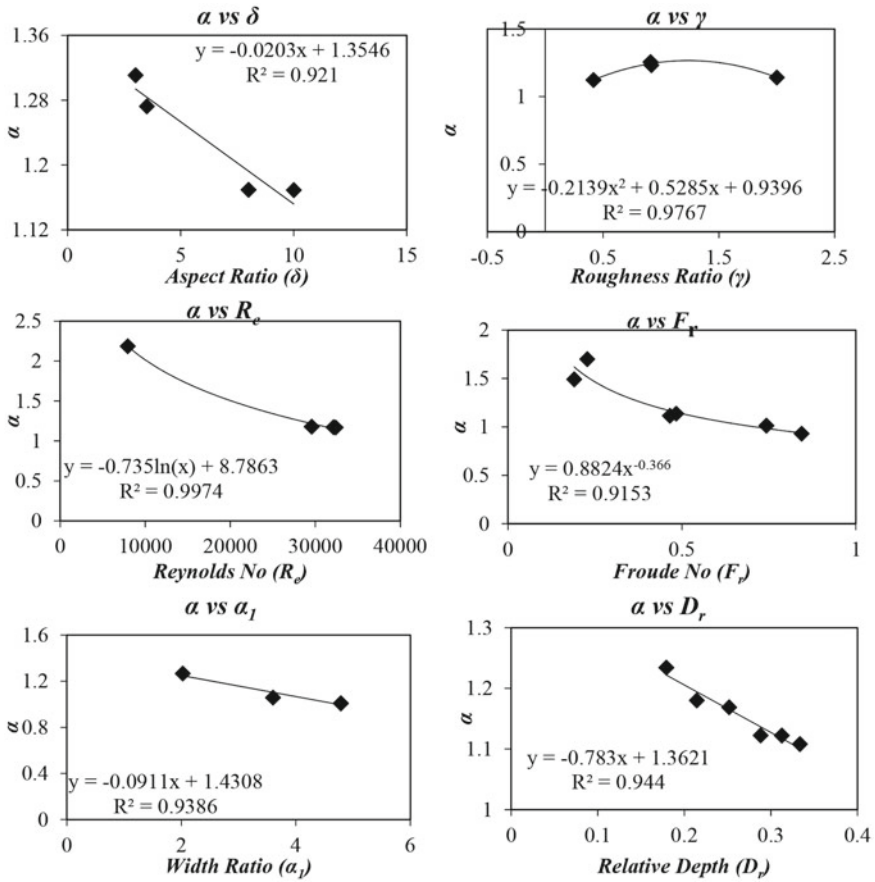 α vs δ
1.36
1.28
1.2
1.12
α
y = -0.0203x + 1.3546
R² = 0.921
0 5 10 15
Aspect Ratio (δ)
α vs γ
1.5
1
0.5
0
α
y = -0.2139x² + 0.5285x + 0.9396
R² = 0.9767
-0.5 0.5 1.5 2.5
Roughness Ratio (γ)
α vs Rₑ
2.5
2
1.5
1
0.5
0
α
y = -0.735ln(x) + 8.7863
R² = 0.9974
0 10000 20000 30000 40000
Reynolds No (Rₑ)
α vs Fᵣ
2
1.5
1
0.5
0
α
y = 0.8824x⁻⁰·³⁶⁶
R² = 0.9153
0 0.5 1
Froude No (Fᵣ)
α vs α₁
1.6
1.2
0.8
0.4
0
α
y = -0.0911x + 1.4308
R² = 0.9386
0 2 4 6
Width Ratio (α₁)
α vs Dᵣ
1.3
1.2
1.1
1
α
y = -0.783x + 1.3621
R² = 0.944
0 0.1 0.2 0.3 0.4
Relative Depth (Dᵣ)